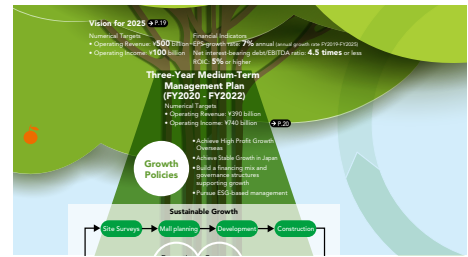 Vision for 2025 → P.19
Numerical Targets
• Operating Revenue: ¥500 billion
• Operating Income: ¥100 billion
Financial Indicators
EPS growth rate: 7% annual (annual growth rate FY2019-FY2025)
Net interest-bearing debt/EBITDA ratio: 4.5 times or less
ROIC: 5% or higher
Three-Year Medium-Term
Management Plan
(FY2020 - FY2022)
Numerical Targets
• Operating Revenue: ¥390 billion
• Operating Income: ¥740 billion
→ P.20
Growth
Policies
• Achieve High Profit Growth
Overseas
• Achieve Stable Growth in Japan
• Build a financing mix and
governance structures
supporting growth
• Pursue ESG-based management
Sustainable Growth
Site Surveys
Mall planning
Development
Construction